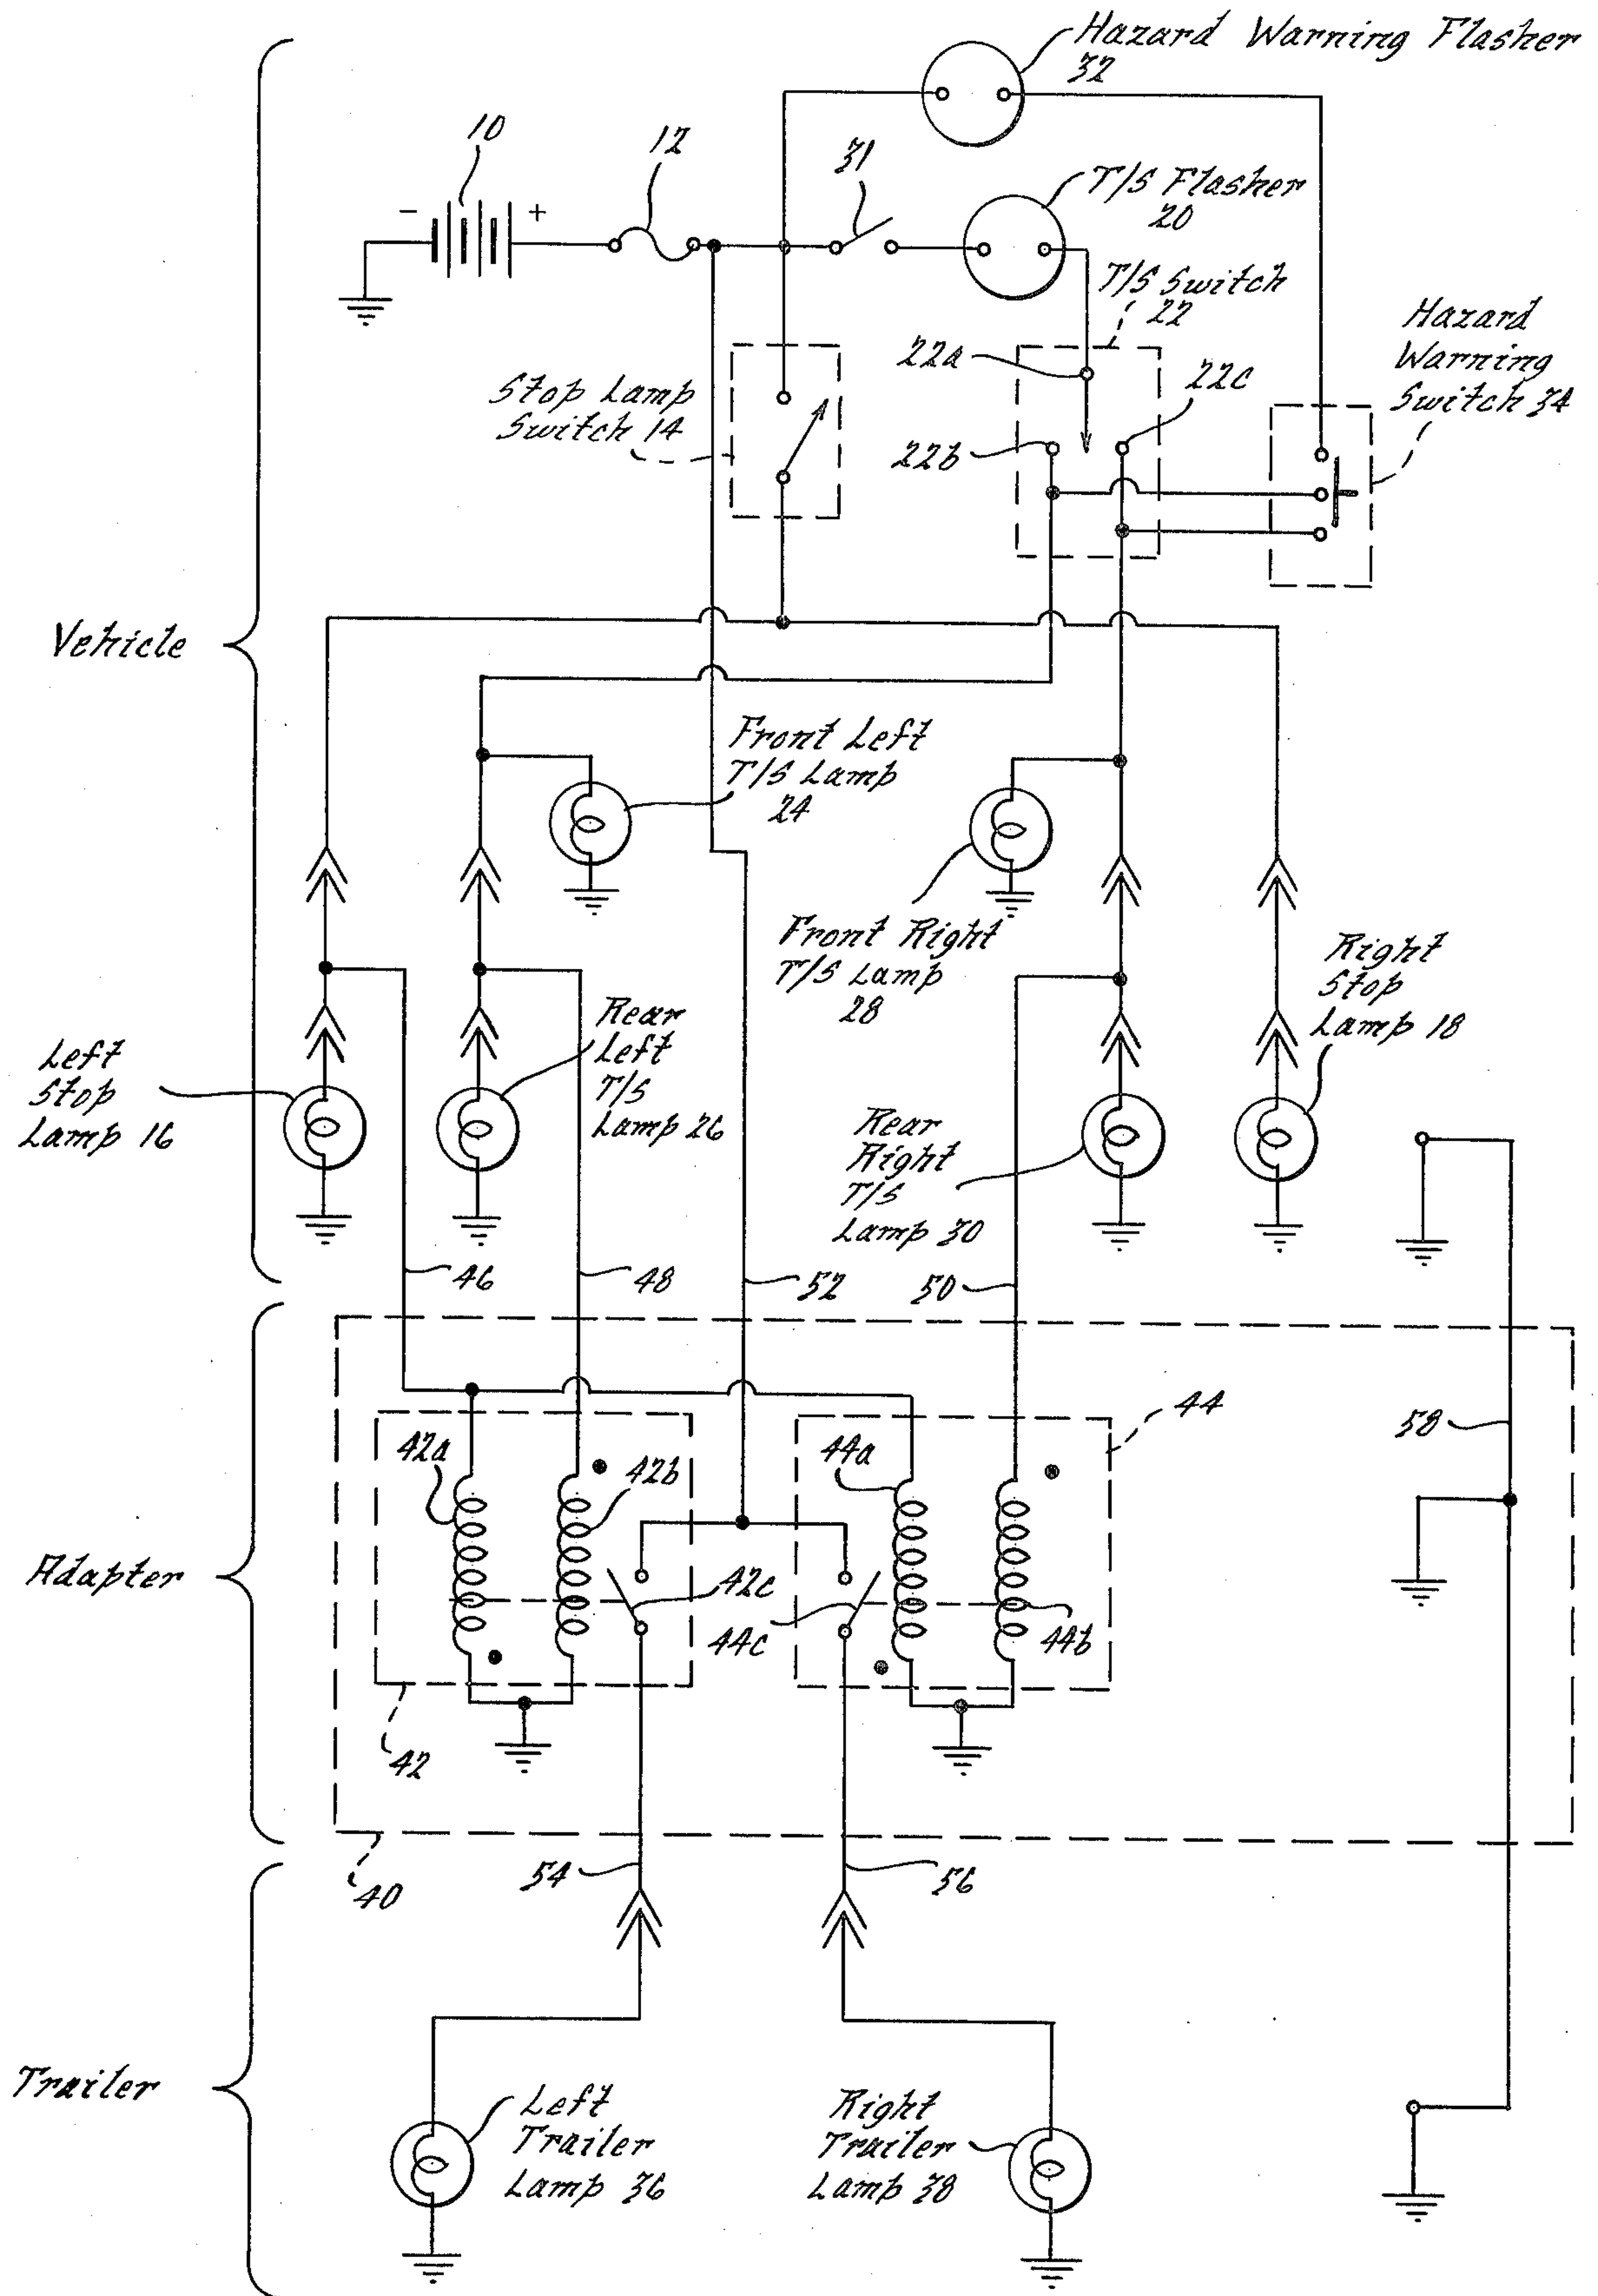 Hazard Warning Flasher
32
10
12
31
T/S Flasher
20
-
+
T/S Switch
22
Hazard
Warning
Switch 34
22a
22c
Stop Lamp
Switch 14
22b
Vehicle
Front Left
T/S Lamp
24
Front Right
T/S Lamp
28
Right
Stop
Lamp 18
Rear
Left
T/S
Lamp 26
Left
Stop
Lamp 16
Rear
Right
T/S
Lamp 30
46
48
52
50
44
58
42a
42b
44a
Adapter
42c
44c
44b
42
54
56
40
Trailer
Left
Trailer
Lamp 36
Right
Trailer
Lamp 38